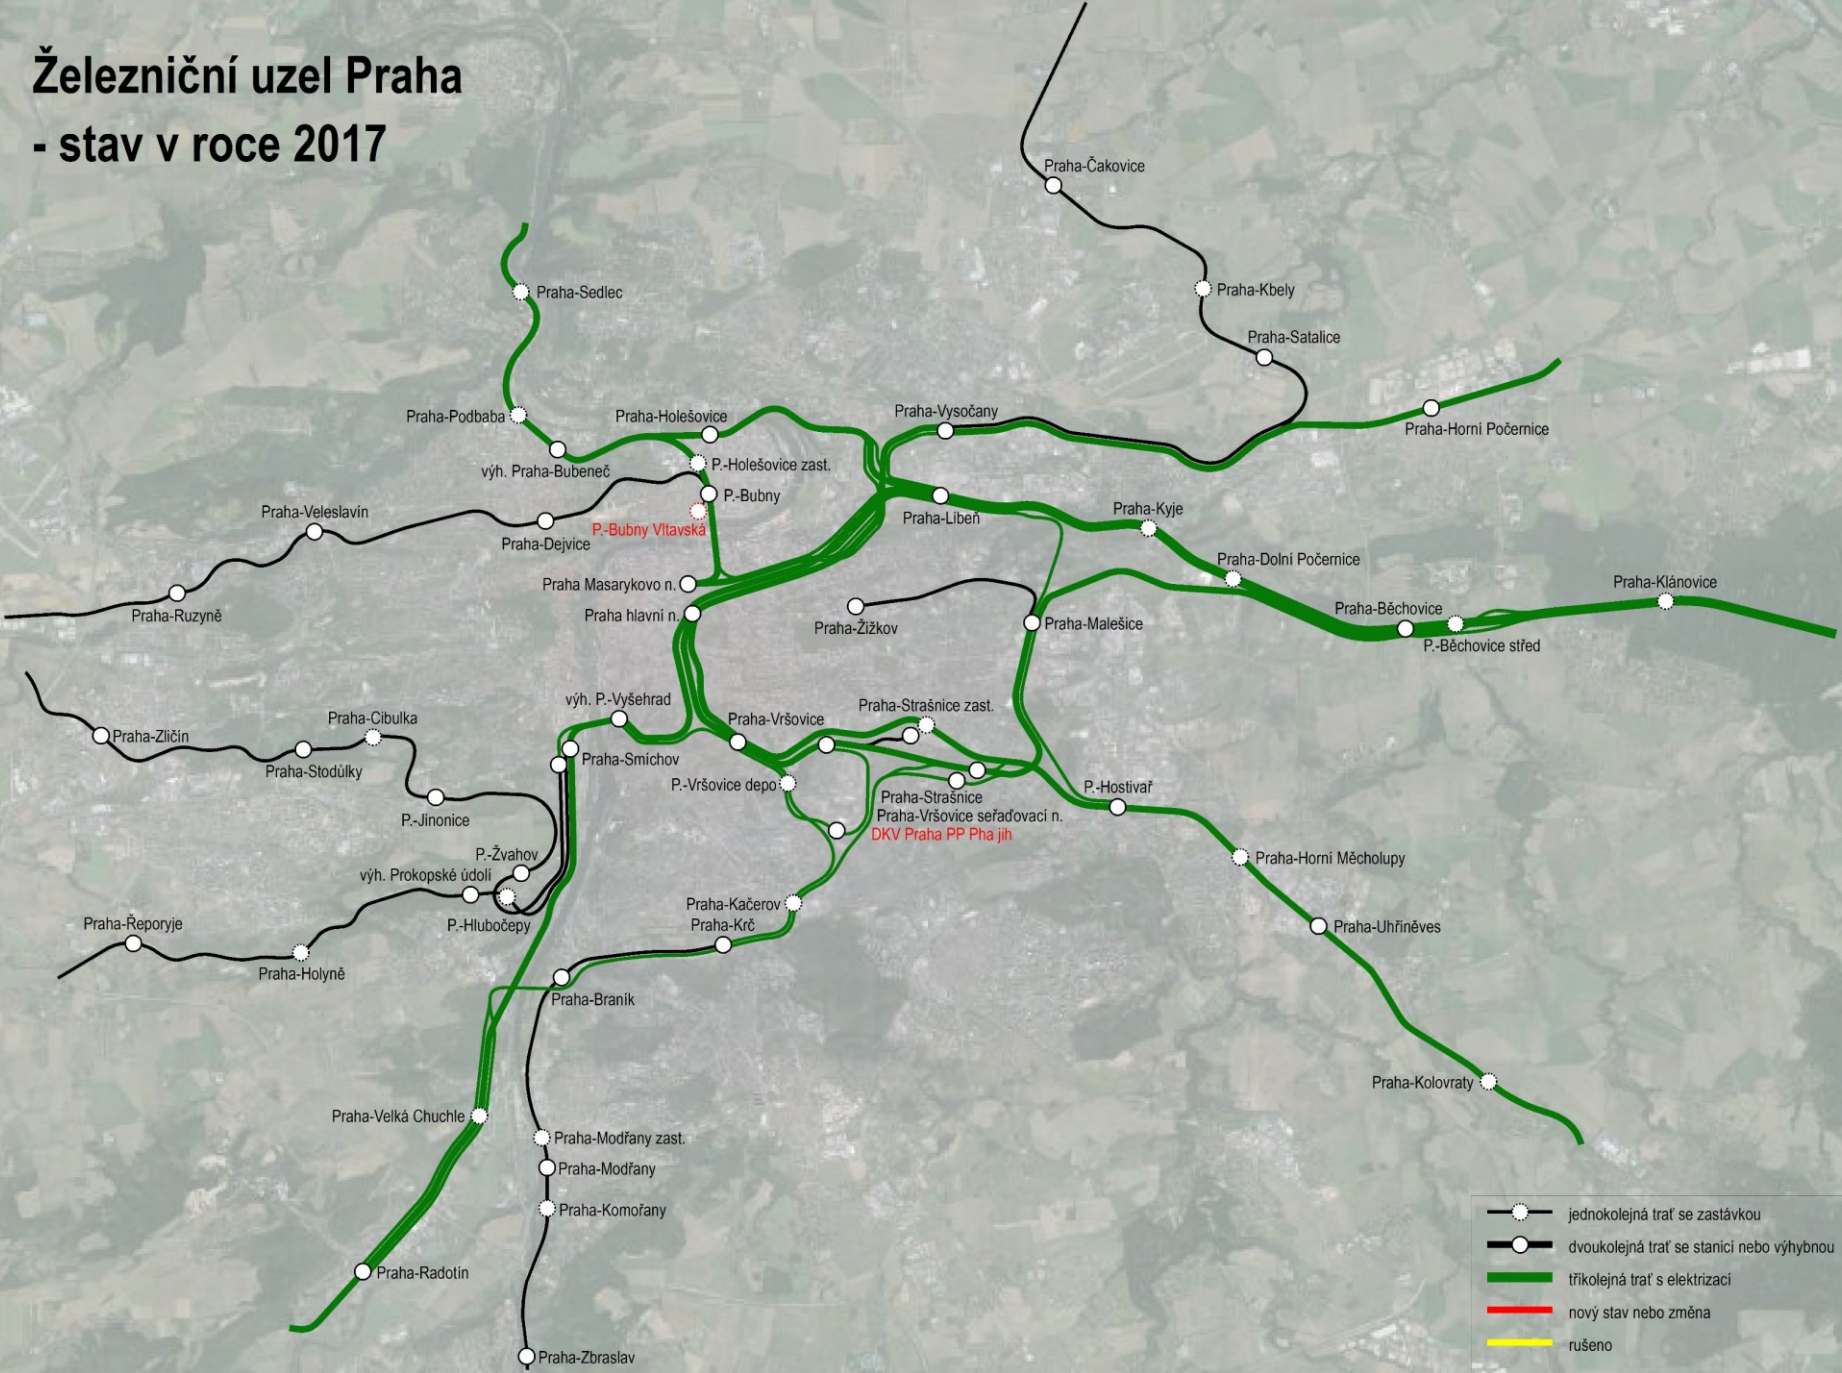 Železniční uzel Praha
- stav v roce 2017
Praha-Čakovice
Praha-Kbely
Praha-Sedlec
Praha-Satalice
Praha-Podbaba
Praha-Holešovice
Praha-Vysočany
Praha-Horní Počernice
výh. Praha-Bubeneč
P.-Holešovice zast.
P.-Bubny
Praha-Veleslavín
Praha-Libeň
Praha-Kyje
P.-Bubny Vltavská
Praha-Dejvice
Praha-Dolní Počernice
Praha Masarykovo n.
Praha-Klánovice
Praha-Ruzyně
Praha hlavní n.
Praha-Žižkov
Praha-Malešice
Praha-Běchovice
P.-Běchovice střed
výh. P.-Vyšehrad
Praha-Strašnice zast.
Praha-Cibulka
Praha-Vršovice
Praha-Zličín
Praha-Stodůlky
Praha-Smíchov
P.-Vršovice depo
P.-Hostivař
Praha-Strašnice
P.-Jinonice
Praha-Vršovice seřaďovací n.
DKV Praha PP Pha jih
P.-Žvahov
Praha-Horní Měcholupy
výh. Prokopské údolí
Praha-Kačerov
Praha-Řeporyje
P.-Hlubočepy
Praha-Krč
Praha-Uhříněves
Praha-Holyně
Praha-Braník
Praha-Kolovraty
Praha-Velká Chuchle
Praha-Modřany zast.
Praha-Modřany
Praha-Komořany
Praha-Radotín
Praha-Zbraslav
jednokolejná trať se zastávkou
dvoukolejná trať se stanicí nebo výhybnou
tříkolejná trať s elektrizací
nový stav nebo změna
rušeno